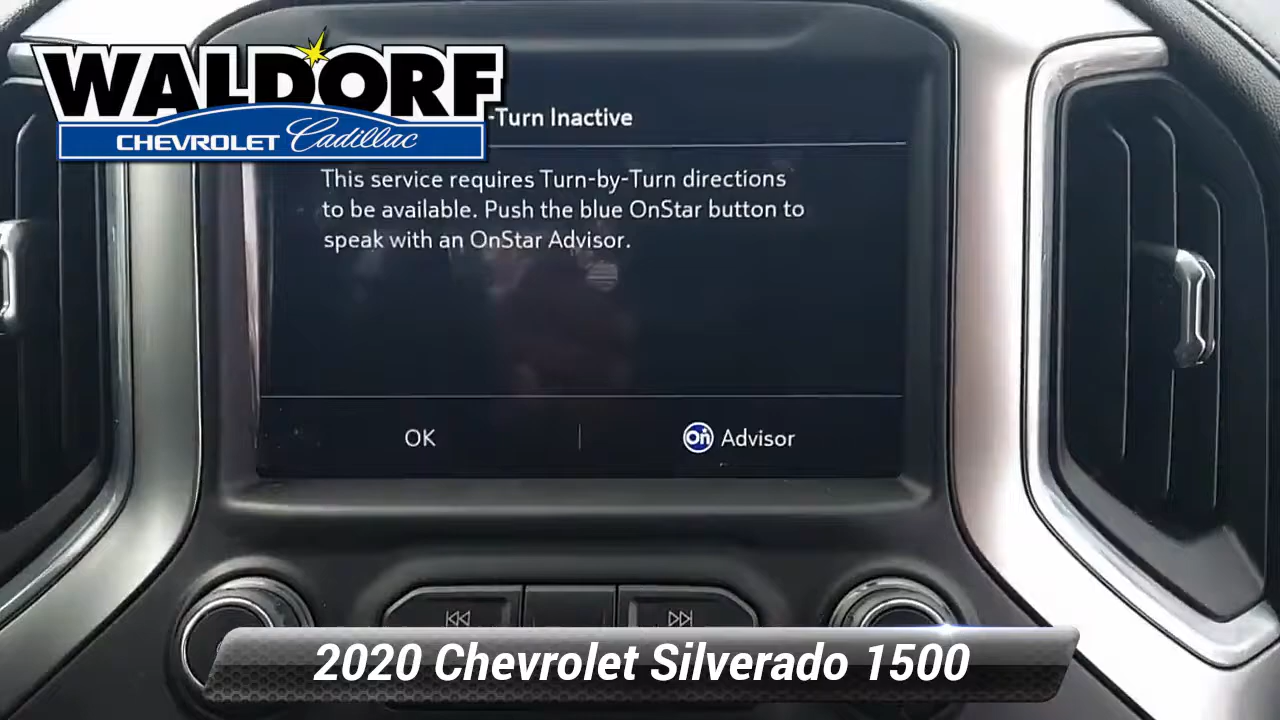 WALDORF
CHEVROLET Cadillac
-Turn Inactive
This service requires Turn-by-Turn directions
to be available. Push the blue OnStar button to
speak with an OnStar Advisor.
OK
On Advisor
2020 Chevrolet Silverado 1500